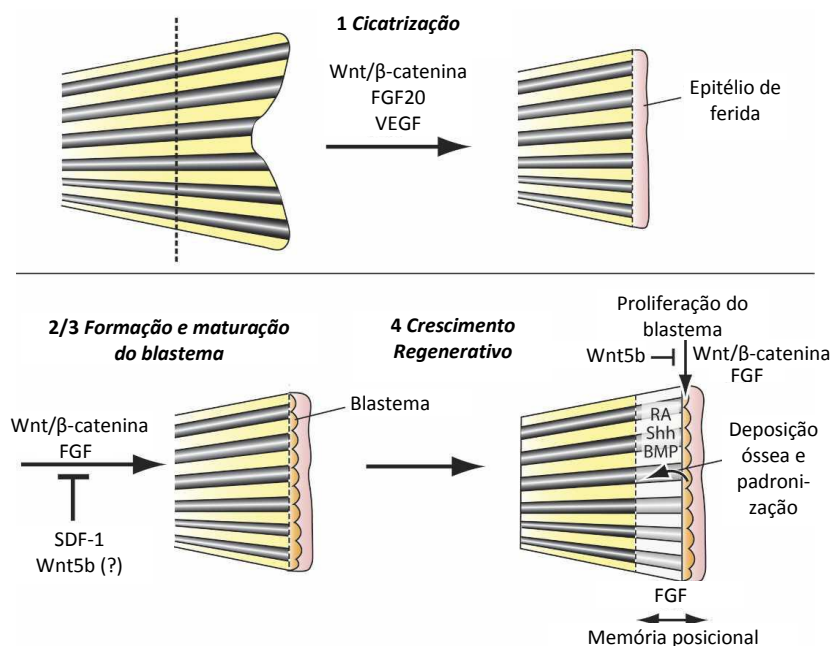 1 Cicatrização
Wnt/β-catenina
FGF20
VEGF
Epitélio de
ferida
2/3 Formação e maturação
do blastema
Wnt/β-catenina
FGF
SDF-1
Wnt5b (?)
Blastema
4 Crescimento
Regenerativo
Proliferação do
blastema
Wnt5b
Wnt/β-catenina
FGF
RA
Shh
BMP
Deposição
óssea e
padroni-
zação
FGF
Memória posicional